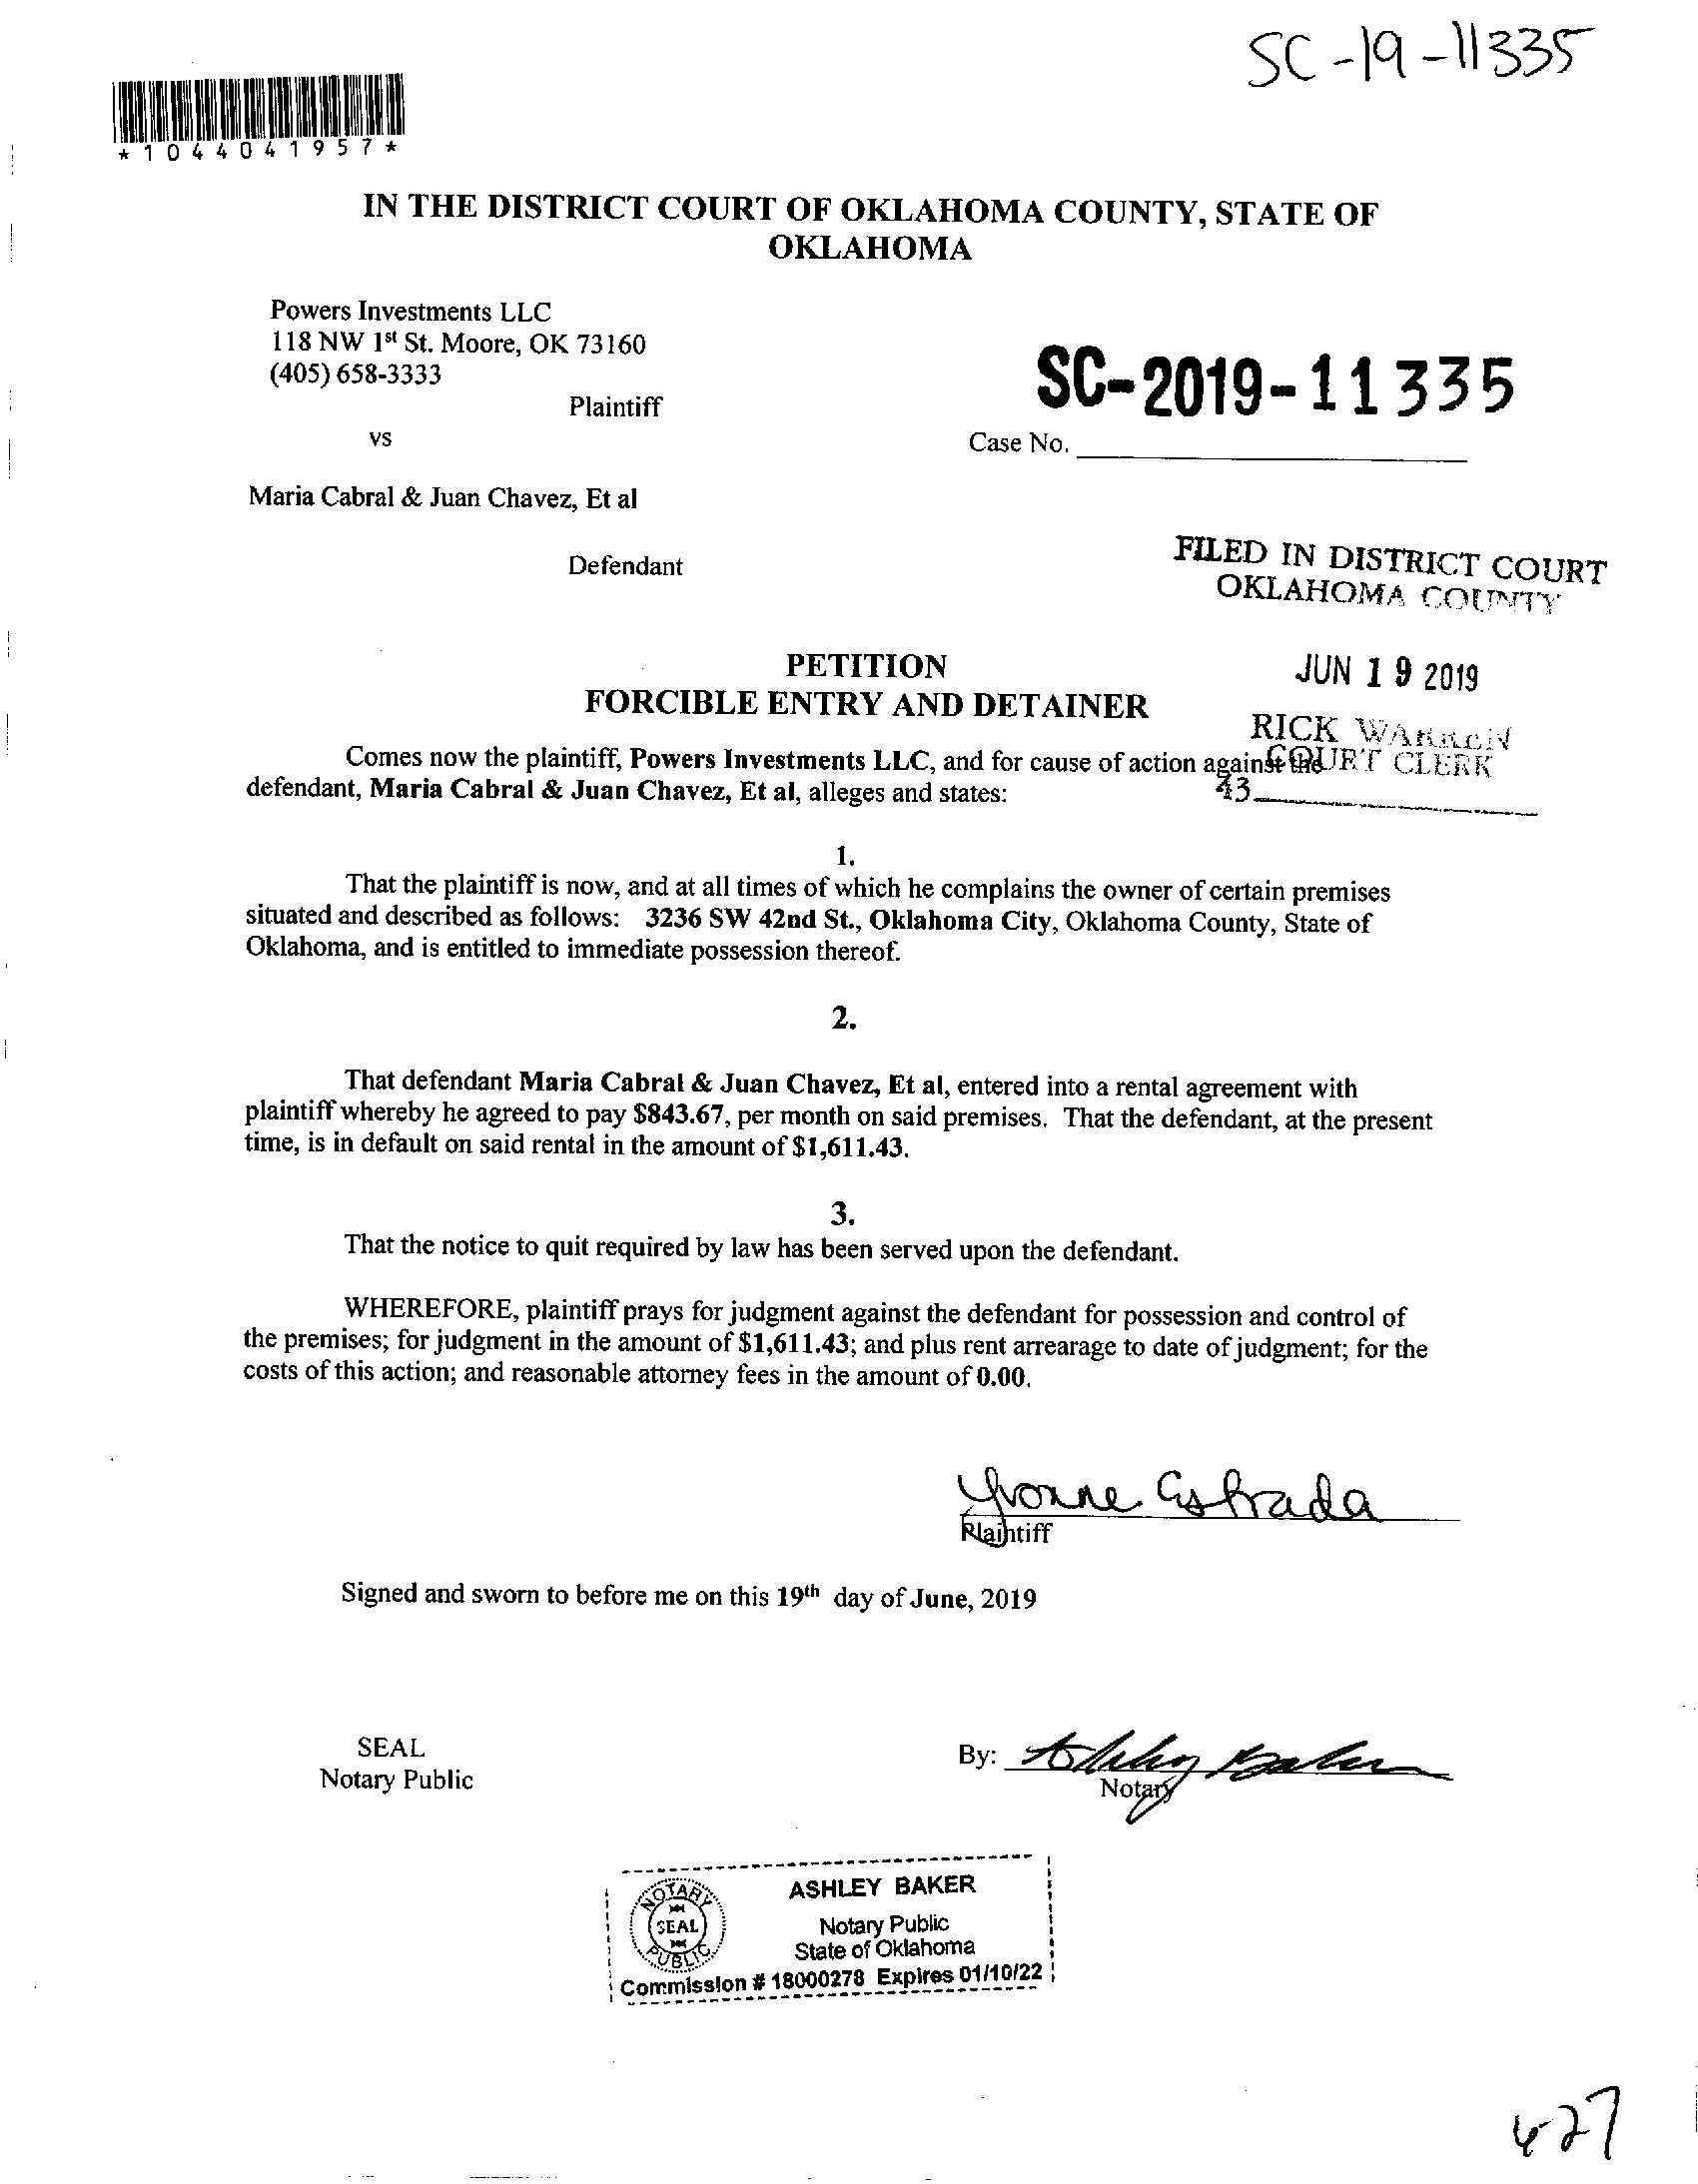 SC-19-11335
*1044041957*
IN THE DISTRICT COURT OF OKLAHOMA COUNTY, STATE OF
OKLAHOMA
Powers Investments LLC
118 NW 1st St. Moore, OK 73160
(405) 658-3333
Plaintiff
vs
SC-2019-11335
Case No.
Maria Cabral & Juan Chavez, Et al
Defendant
FILED IN DISTRICT COURT
OKLAHOMA COUNTY
JUN 19 2019
RICK WARREN
COURT CLERK
43
PETITION
FORCIBLE ENTRY AND DETAINER
Comes now the plaintiff, Powers Investments LLC, and for cause of action against the
defendant, Maria Cabral & Juan Chavez, Et al, alleges and states:
1.
That the plaintiff is now, and at all times of which he complains the owner of certain premises
situated and described as follows: 3236 SW 42nd St., Oklahoma City, Oklahoma County, State of
Oklahoma, and is entitled to immediate possession thereof.
2.
That defendant Maria Cabral & Juan Chavez, Et al, entered into a rental agreement with
plaintiff whereby he agreed to pay $843.67, per month on said premises. That the defendant, at the present
time, is in default on said rental in the amount of $1,611.43.
3.
That the notice to quit required by law has been served upon the defendant.
WHEREFORE, plaintiff prays for judgment against the defendant for possession and control of
the premises; for judgment in the amount of $1,611.43; and plus rent arrearage to date of judgment; for the
costs of this action; and reasonable attorney fees in the amount of 0.00.
Yvonne Estrada
Plaintiff
Signed and sworn to before me on this 19th day of June, 2019
SEAL
Notary Public
By: Ashley Baker
Notary
NOTARY
SEAL
PUBLIC
ASHLEY BAKER
Notary Public
State of Oklahoma
Commission # 18000278 Expires 01/10/22